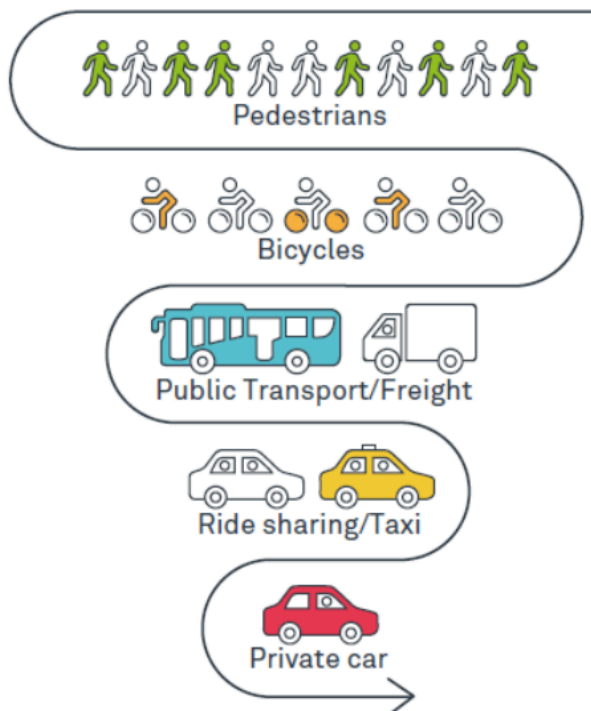 Pedestrians
Bicycles
Public Transport/Freight
Ride sharing/Taxi
Private car